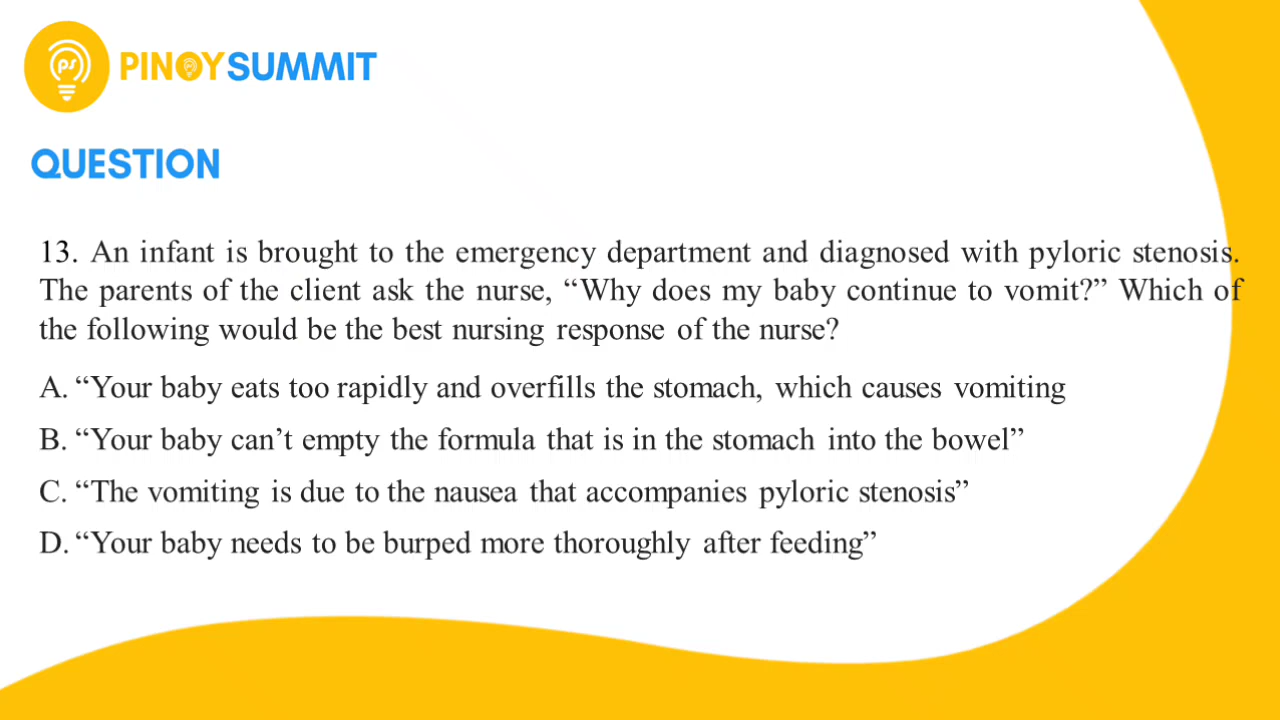 ps PINOYSUMMIT
QUESTION
13. An infant is brought to the emergency department and diagnosed with pyloric stenosis.
The parents of the client ask the nurse, “Why does my baby continue to vomit?” Which of
the following would be the best nursing response of the nurse?
A. “Your baby eats too rapidly and overfills the stomach, which causes vomiting
B. “Your baby can’t empty the formula that is in the stomach into the bowel”
C. “The vomiting is due to the nausea that accompanies pyloric stenosis”
D. “Your baby needs to be burped more thoroughly after feeding”